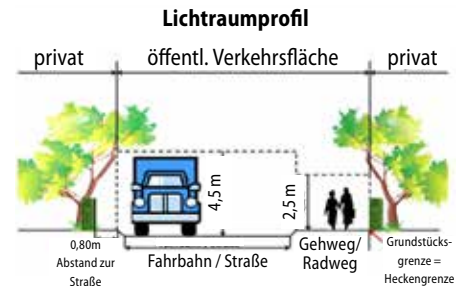 Lichtraumprofil
privat
öffentl. Verkehrsfläche
privat
4,5 m
2,5 m
0,80m
Abstand zur
Straße
Fahrbahn / Straße
Gehweg/
Radweg
Grundstücks-
grenze =
Heckengrenze